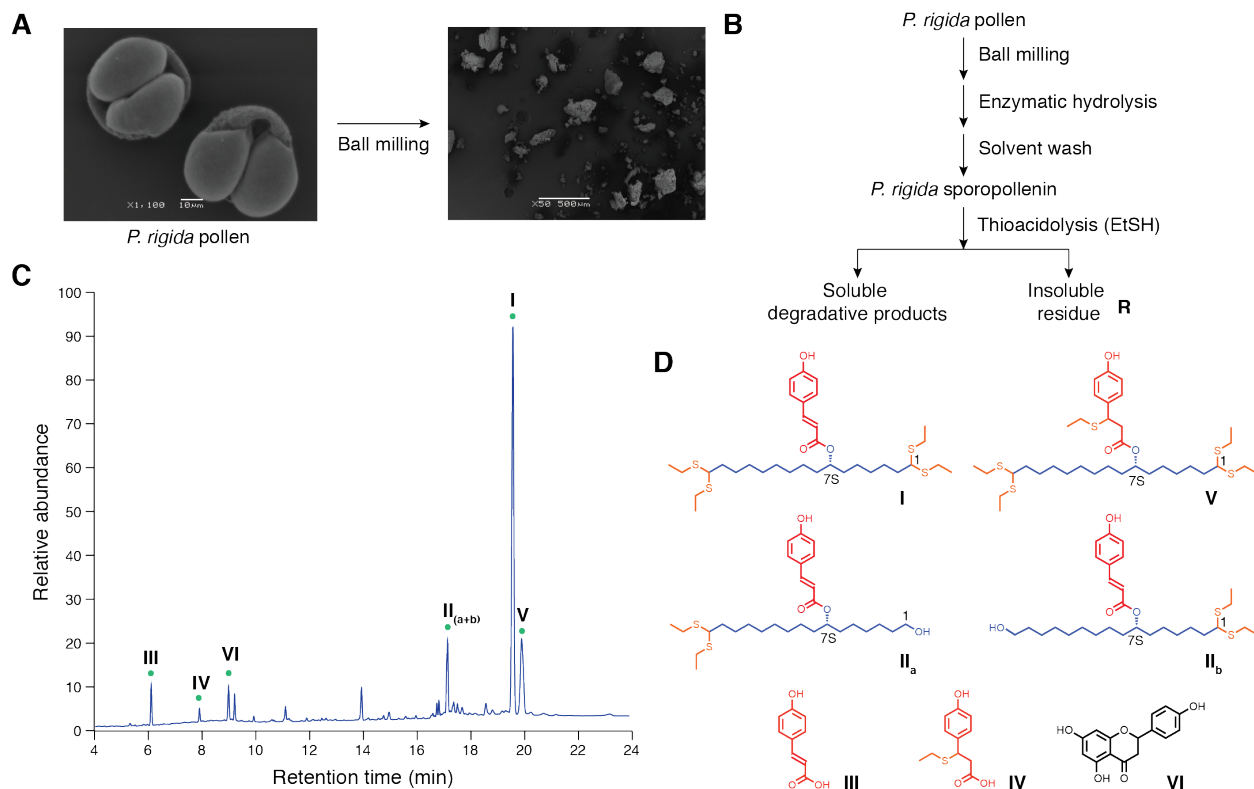 A
X1,100 10µm
P. rigida pollen
Ball milling
X50 500µm
B
P. rigida pollen
Ball milling
Enzymatic hydrolysis
Solvent wash
P. rigida sporopollenin
Thioacidolysis (EtSH)
Soluble
degradative products
Insoluble
residue R
C
Relative abundance
100
90
80
70
60
50
40
30
20
10
0
4 6 8 10 12 14 16 18 20 22 24
Retention time (min)
III
IV
VI
II(a+b)
I
V
D
OH
O
O
S
S
S
S
1
7S
I
OH
S
O
O
S
S
S
S
1
7S
V
OH
O
O
S
S
1
OH
7S
IIa
OH
O
O
HO
S
S
1
7S
IIb
OH
O
OH
III
OH
S
O
OH
IV
OH
HO
O
OH
O
VI